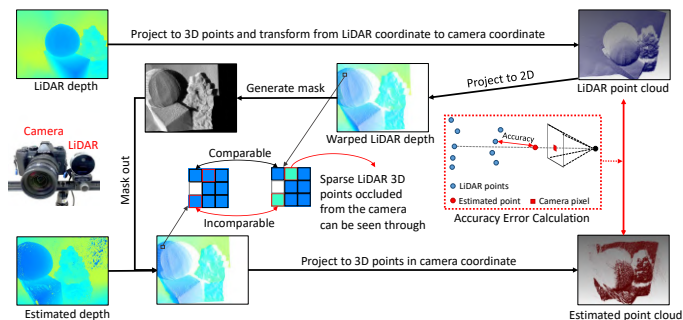 Project to 3D points and transform from LiDAR coordinate to camera coordinate
LiDAR depth
LiDAR point cloud
Generate mask
Project to 2D
Warped LiDAR depth
Camera
LiDAR
Mask out
Comparable
Incomparable
Sparse LiDAR 3D
points occluded
from the camera
can be seen through
Accuracy
LiDAR points
Estimated point
Camera pixel
Accuracy Error Calculation
Project to 3D points in camera coordinate
Estimated depth
Estimated point cloud